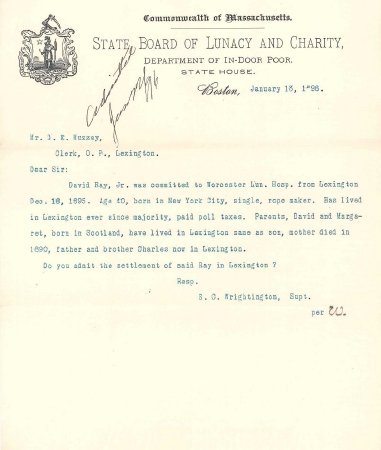 Commonwealth of Massachusetts.
STATE BOARD OF LUNACY AND CHARITY,
DEPARTMENT OF IN-DOOR POOR.
STATE HOUSE.
Boston, January 13, 1896.
Mr. K. Muzzey,
Clerk, O. P., Lexington.
Dear Sir:
David Ray, Jr. was committed to Worcester Lun. Hosp. from Lexington
Dec. 1895. Age 40, born in New York City, single, rope maker. Has lived
in Lexington ever since majority, paid poll taxes. Parents, David and Marga-
ret, born in Scotland, have lived in Lexington same as son, mother died in
1890, father and brother Charles now in Lexington.
Do you admit the settlement of said Ray in Lexington ?
Resp.
S. C. Wrightington, Supt.
per